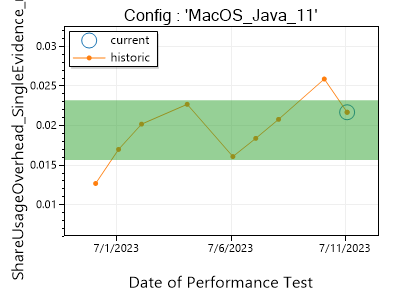 Config : 'MacOS_Java_11'
ShareUsageOverhead_SingleEvidence_
current
historic
0.03
0.025
0.02
0.015
0.01
7/1/2023
7/6/2023
7/11/2023
Date of Performance Test